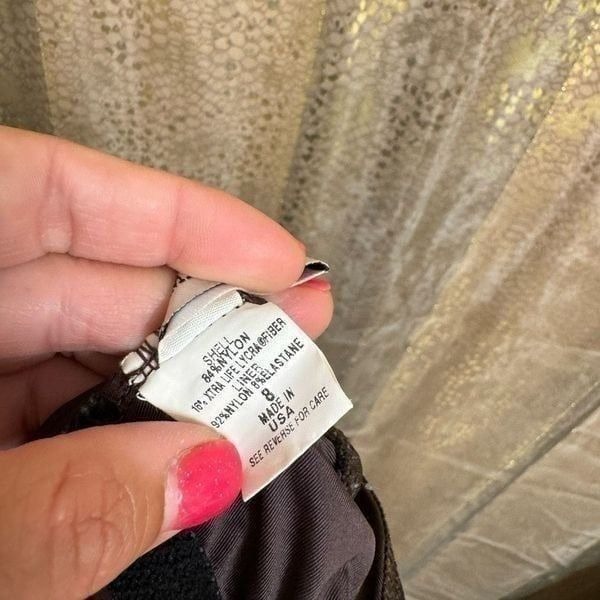 SHELL
84%NYLON
16% XTRA LIFE LYCRA®FIBER
LINER
92%NYLON 8%ELASTANE
8
MADE IN
USA
SEE REVERSE FOR CARE